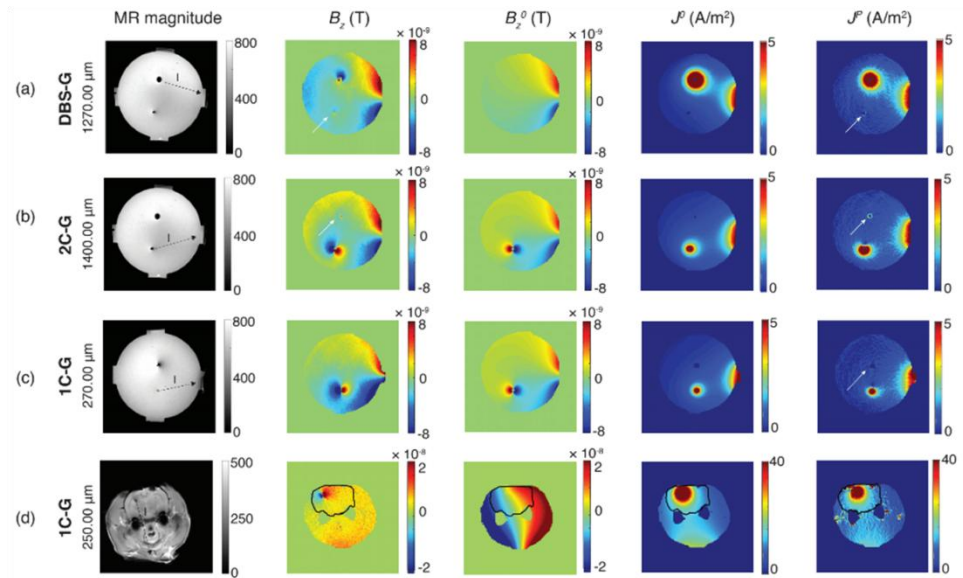 MR magnitude B_z (T) B_z⁰ (T) J⁰ (A/m²) Jᴾ (A/m²)
(a) DBS-G 1270.00 μm
I
800 400 0
× 10⁻⁹ 8 0 -8
× 10⁻⁹ 8 0 -8
5 0
5 0
(b) 2C-G 1400.00 μm
I
800 400 0
× 10⁻⁹ 8 0 -8
× 10⁻⁹ 8 0 -8
5 0
5 0
(c) 1C-G 270.00 μm
I
800 400 0
× 10⁻⁹ 8 0 -8
× 10⁻⁹ 8 0 -8
5 0
5 0
(d) 1C-G 250.00 μm
500 250 0
× 10⁻⁸ 2 0 -2
× 10⁻⁸ 2 0 -2
40 0
40 0